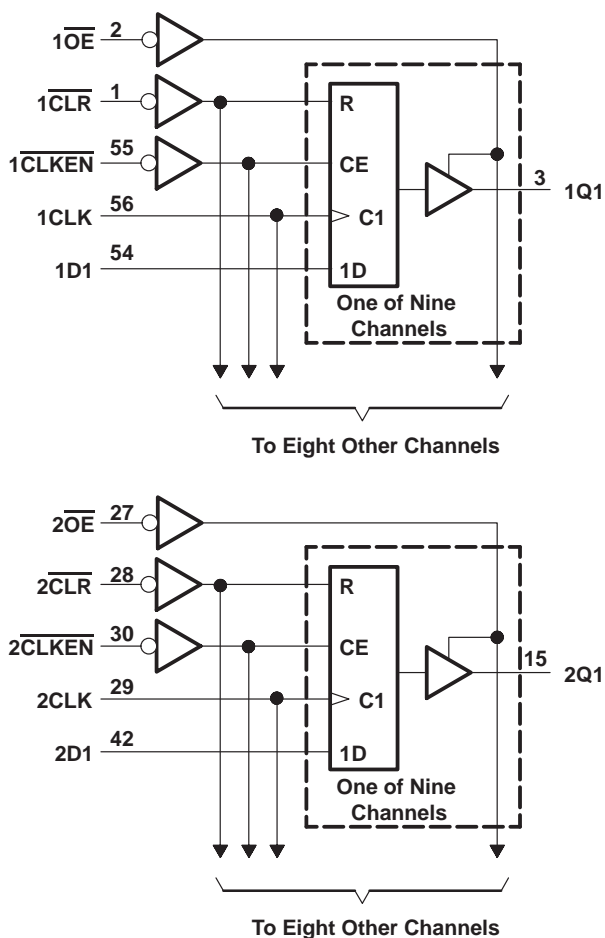 1OE 2
1CLR 1
1CLKEN 55
1CLK 56
1D1 54
R
CE
C1
1D
3 1Q1
One of Nine
Channels
To Eight Other Channels
2OE 27
2CLR 28
2CLKEN 30
2CLK 29
2D1 42
R
CE
C1
1D
15 2Q1
One of Nine
Channels
To Eight Other Channels